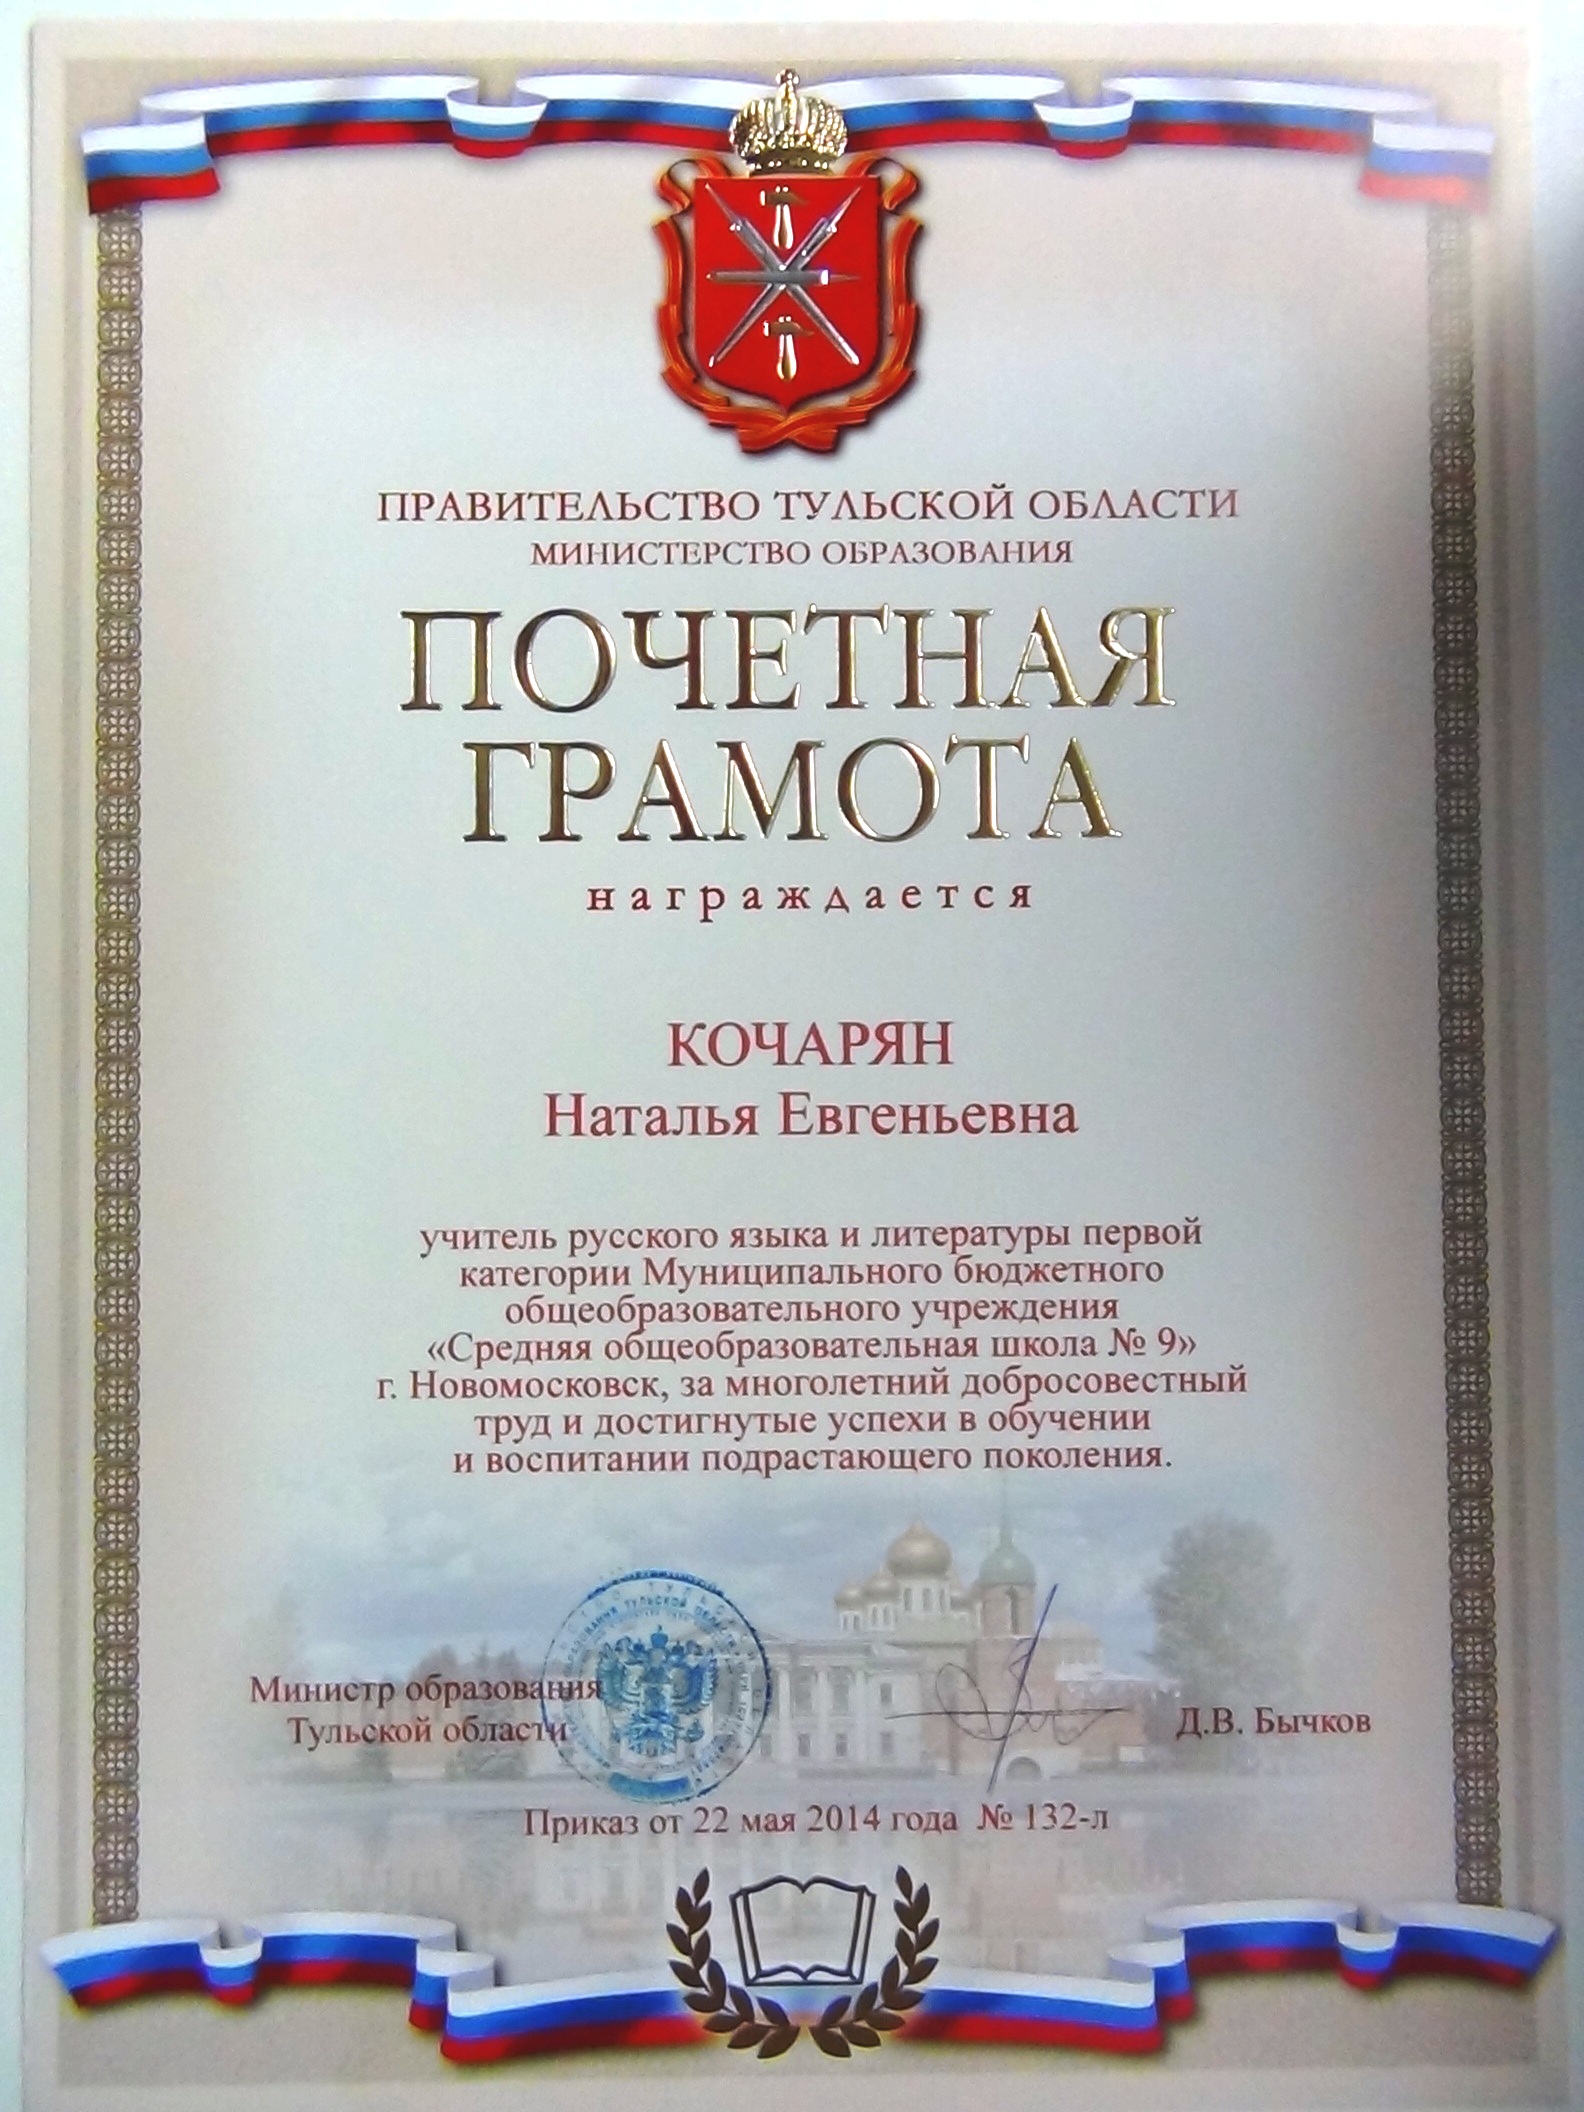 ПРАВИТЕЛЬСТВО ТУЛЬСКОЙ ОБЛАСТИ
МИНИСТЕРСТВО ОБРАЗОВАНИЯ
ПОЧЕТНАЯ
ГРАМОТА
награждается
КОЧАРЯН
Наталья Евгеньевна
учитель русского языка и литературы первой
категории Муниципального бюджетного
общеобразовательного учреждения
«Средняя общеобразовательная школа № 9»
г. Новомосковск, за многолетний добросовестный
труд и достигнутые успехи в обучении
и воспитании подрастающего поколения.
Министр образования
Тульской области
Д.В. Бычков
Приказ от 22 мая 2014 года № 132-л